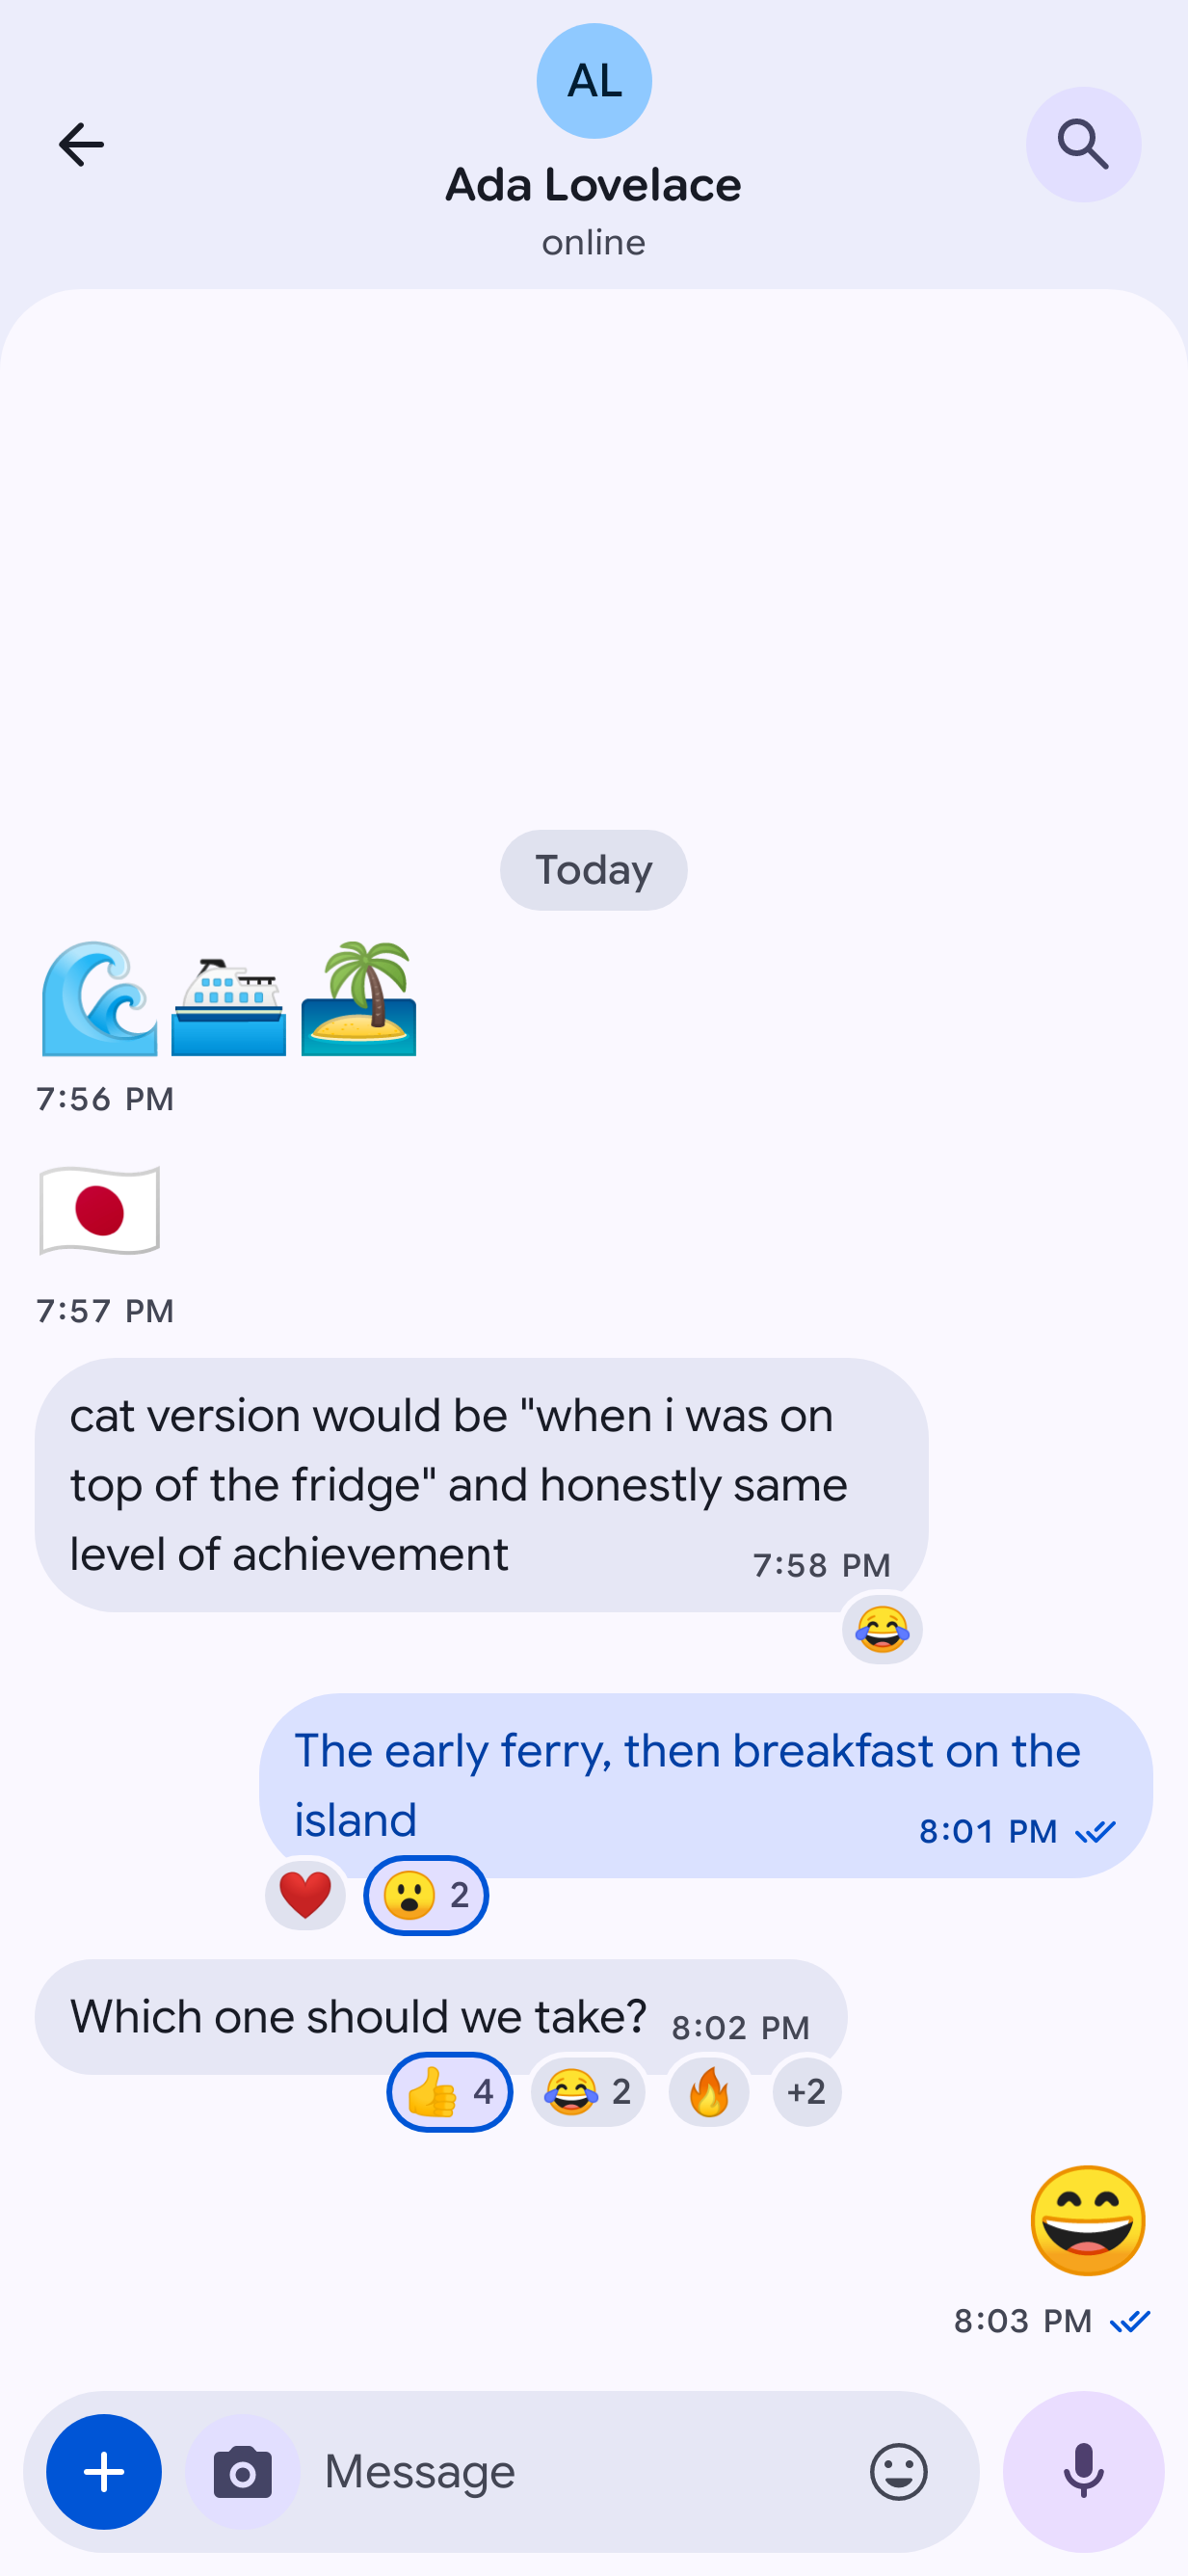 AL
Ada Lovelace
online
Today
🌊🛳️🏝️
7:56 PM
🇯🇵
7:57 PM
cat version would be "when i was on
top of the fridge" and honestly same
level of achievement
7:58 PM
😂
The early ferry, then breakfast on the
island
8:01 PM
❤️ 😮 2
Which one should we take? 8:02 PM
👍 4 😂 2 🔥 +2
😄
8:03 PM
Message